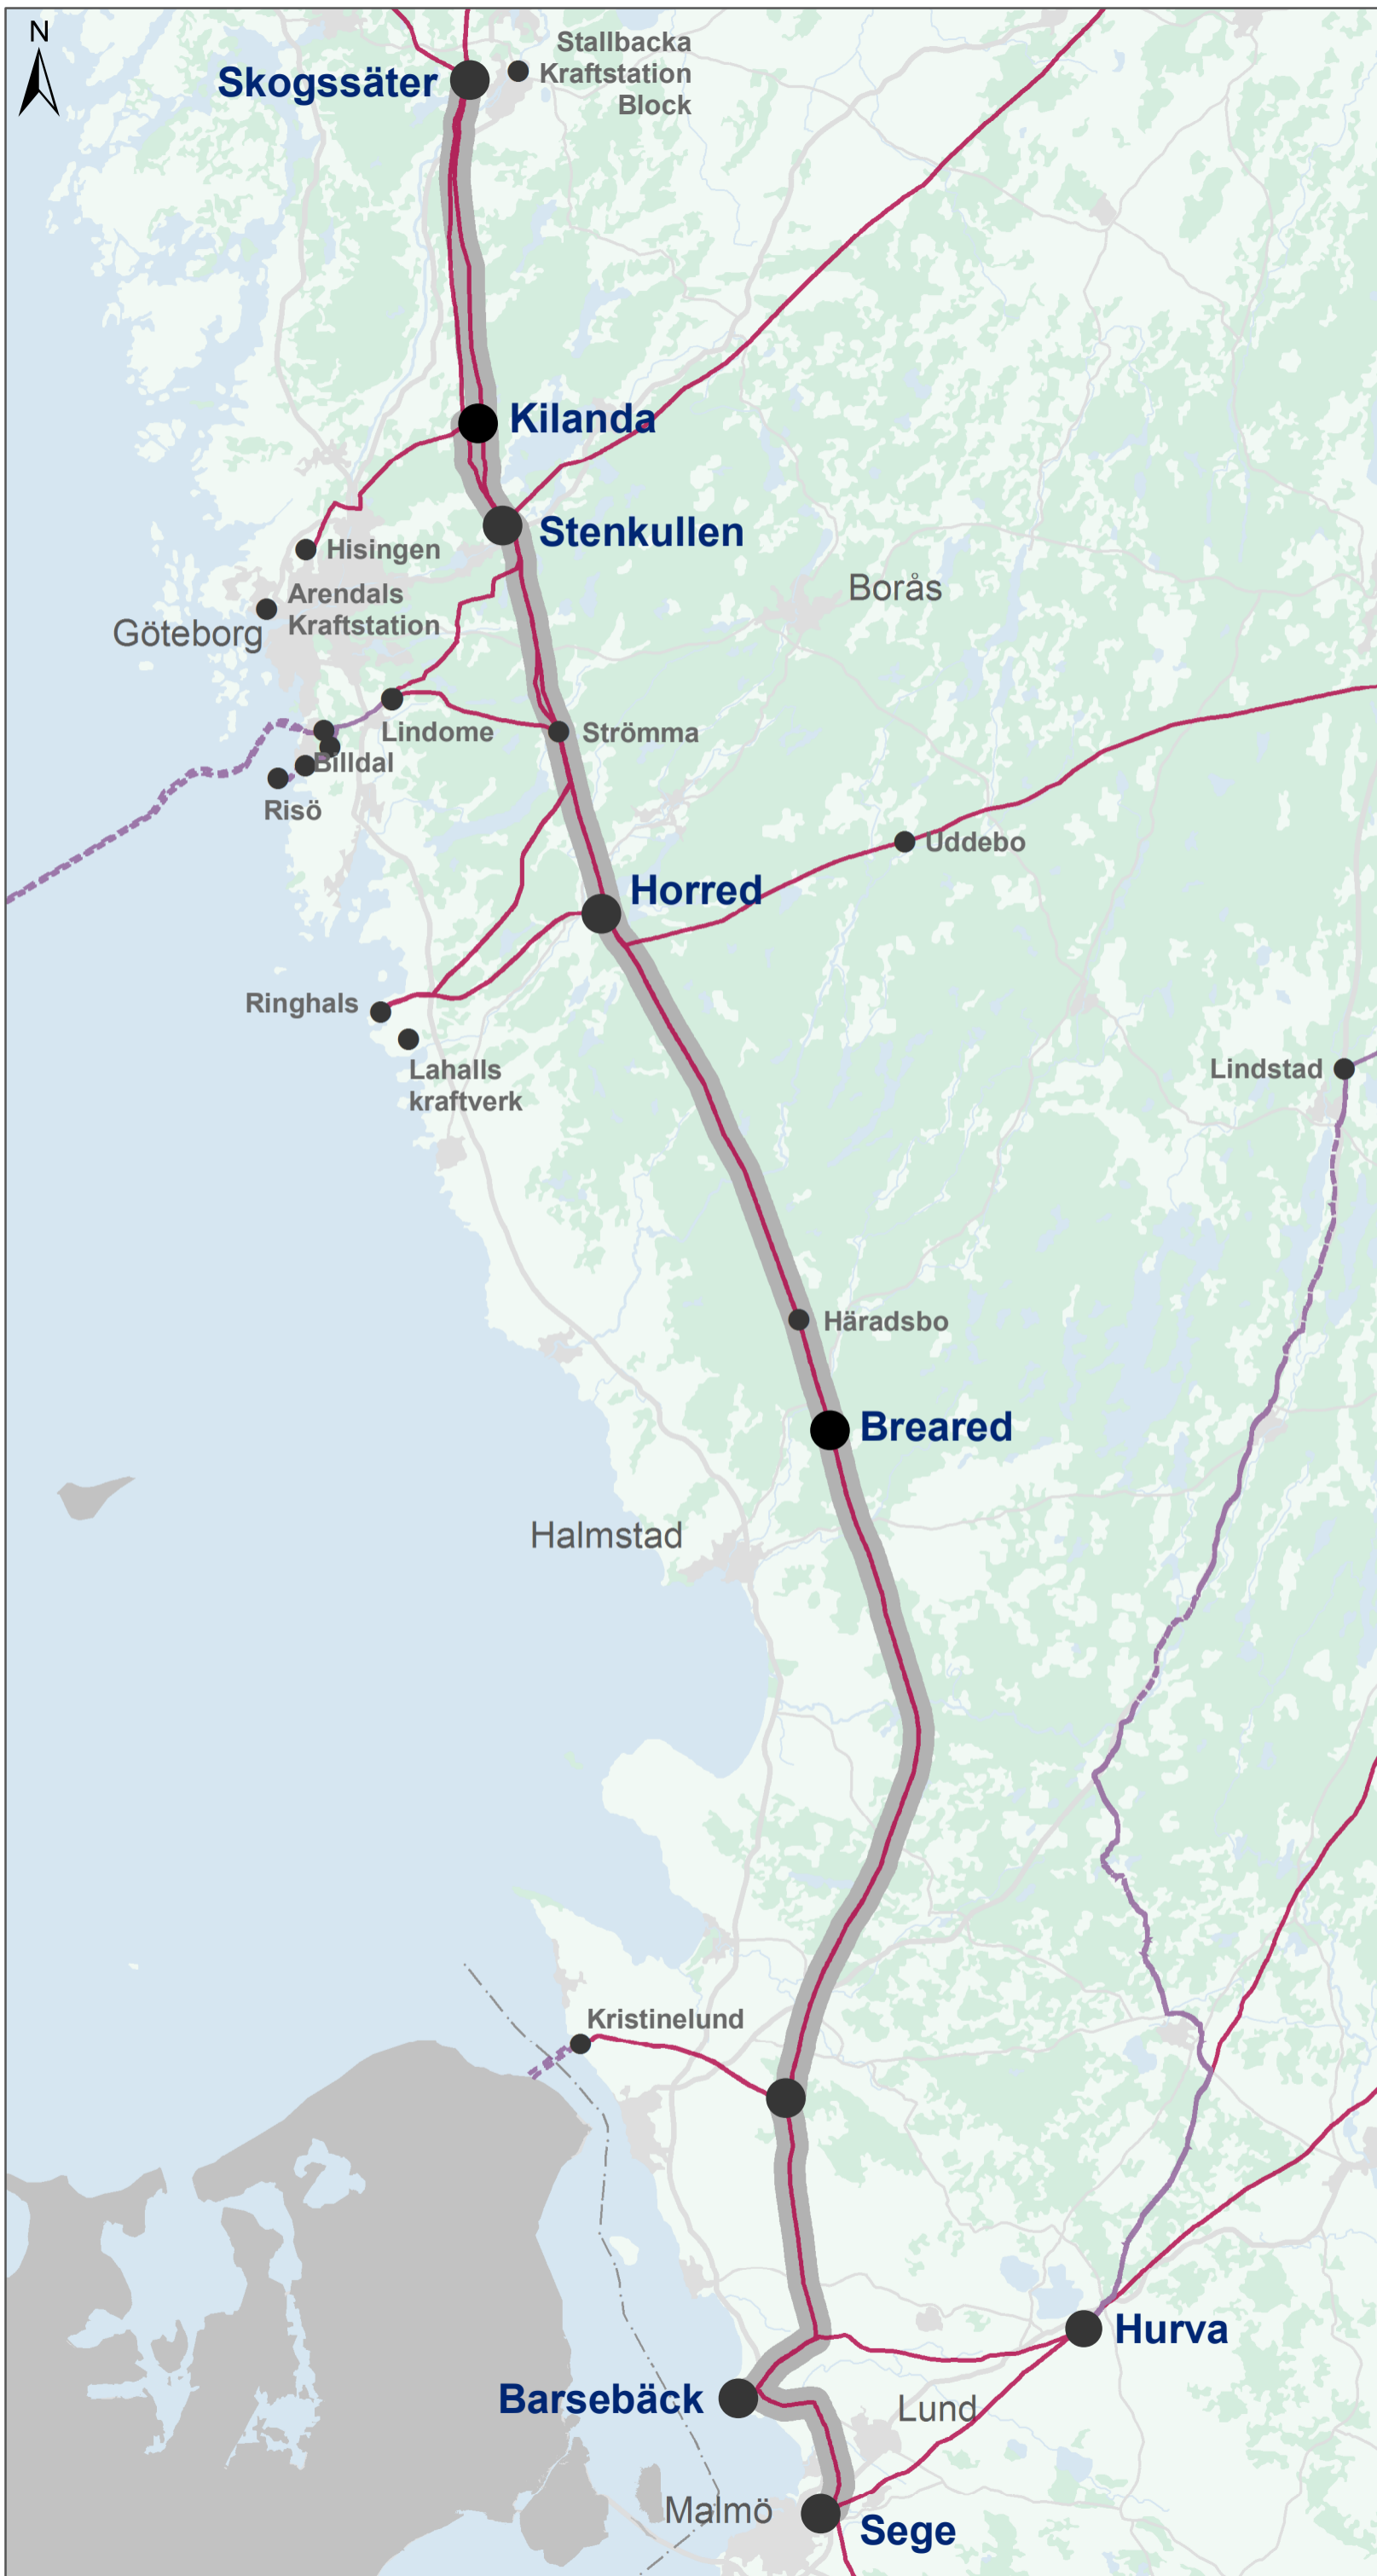 N
Stallbacka
Kraftstation
Block
Skogssäter
Kilanda
Stenkullen
Hisingen
Arendals
Kraftstation
Göteborg
Borås
Lindome
Strömma
Billdal
Risö
Uddebo
Horred
Ringhals
Lahalls
kraftverk
Lindstad
Häradsbo
Breared
Halmstad
Kristinelund
Hurva
Barsebäck
Lund
Malmö
Sege